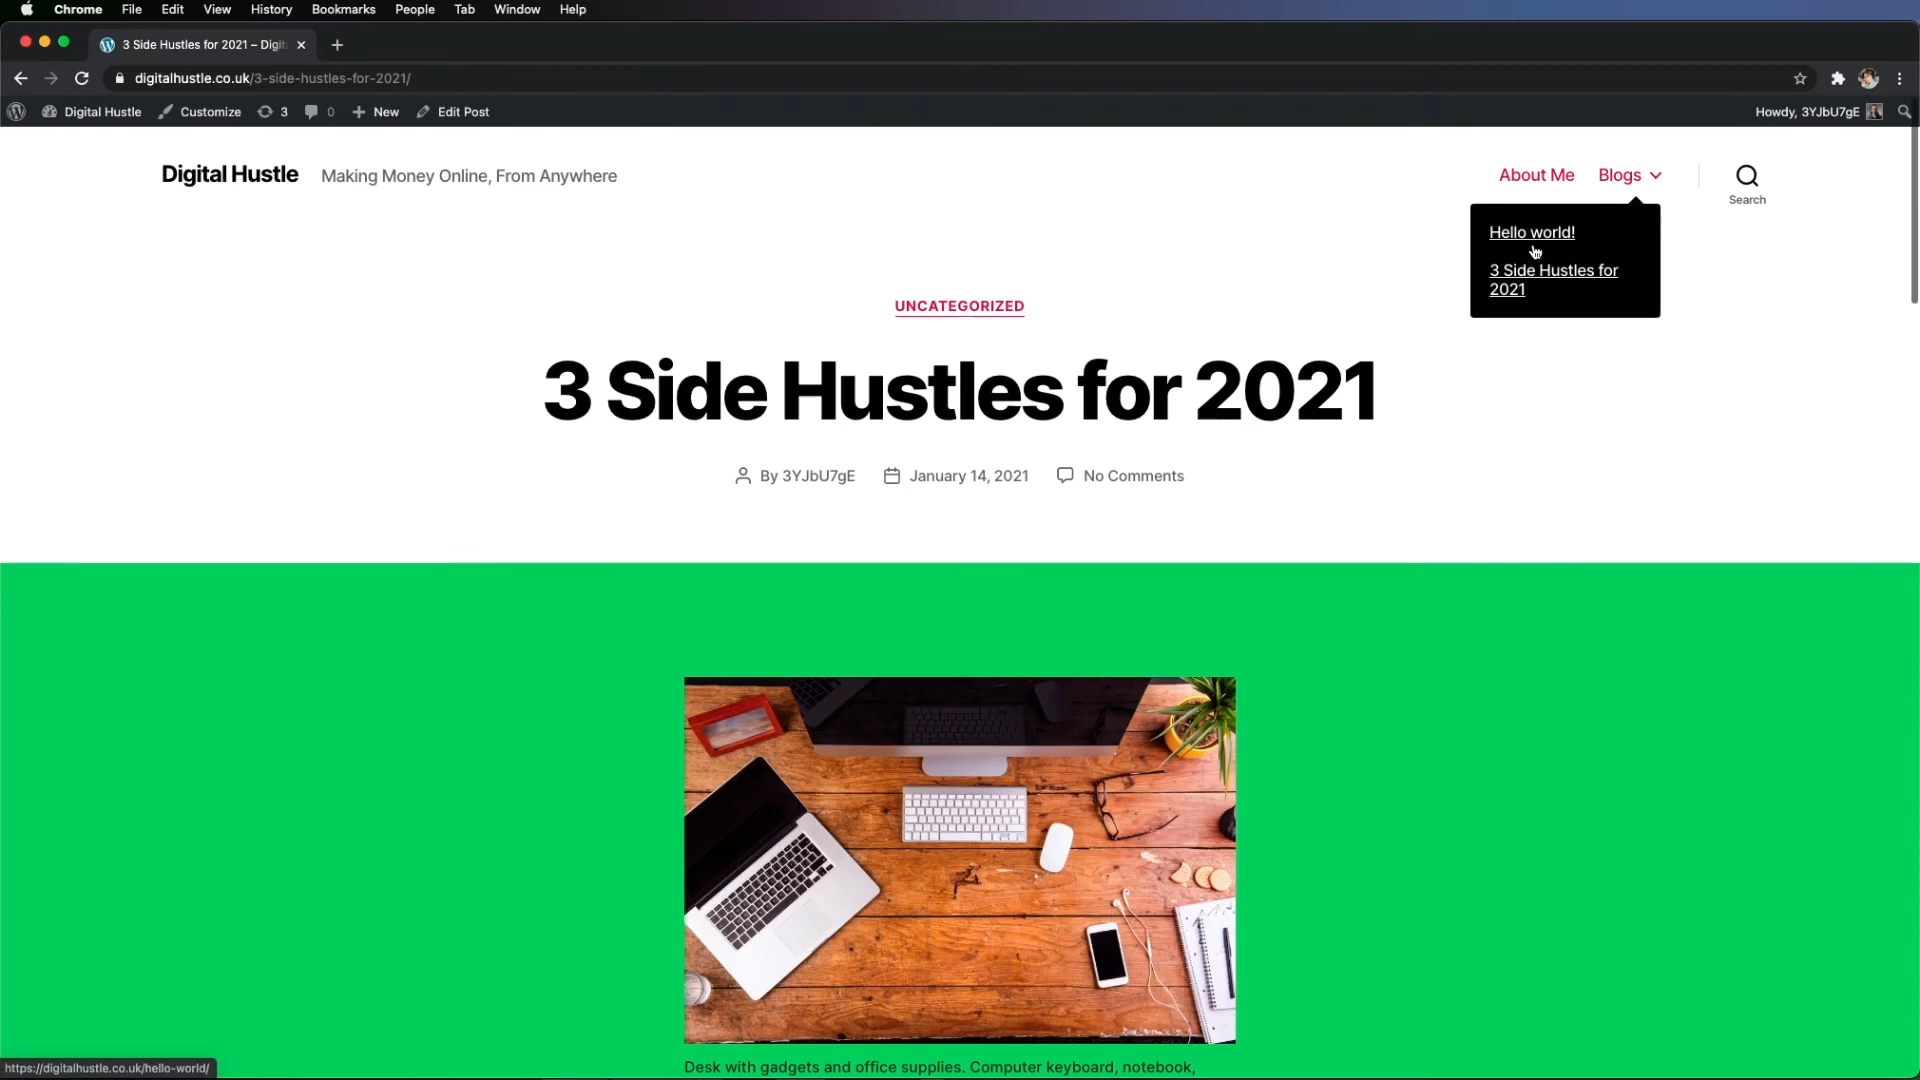 Chrome File Edit View History Bookmarks People Tab Window Help
3 Side Hustles for 2021 – Digit
digitalhustle.co.uk/3-side-hustles-for-2021/
Digital Hustle Customize 3 0 New Edit Post Howdy, 3YJbU7gE
Digital Hustle Making Money Online, From Anywhere About Me Blogs
Search
Hello world!
3 Side Hustles for
2021
UNCATEGORIZED
3 Side Hustles for 2021
By 3YJbU7gE January 14, 2021 No Comments
Desk with gadgets and office supplies. Computer keyboard, notebook,
https://digitalhustle.co.uk/hello-world/